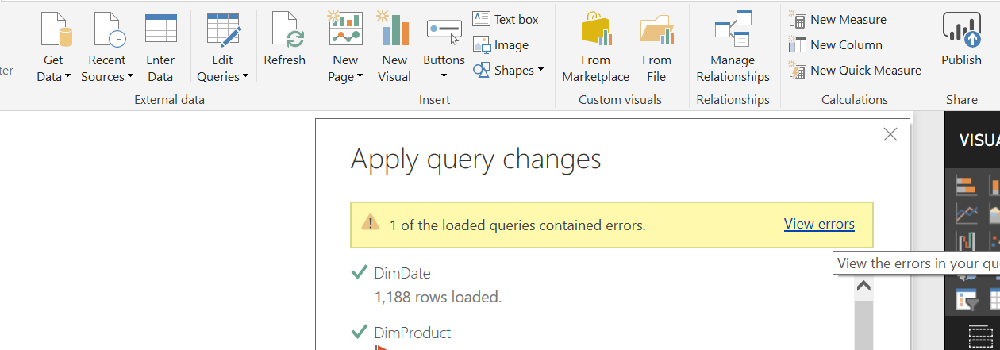 ter
Get Data
Recent Sources
Enter Data
Edit Queries
Refresh
External data
New Page
New Visual
Buttons
Text box
Image
Shapes
Insert
From Marketplace
From File
Custom visuals
Manage Relationships
Relationships
New Measure
New Column
New Quick Measure
Calculations
Publish
Share
VISUA
Apply query changes
1 of the loaded queries contained errors.
View errors
View the errors in your qu
DimDate
1,188 rows loaded.
DimProduct